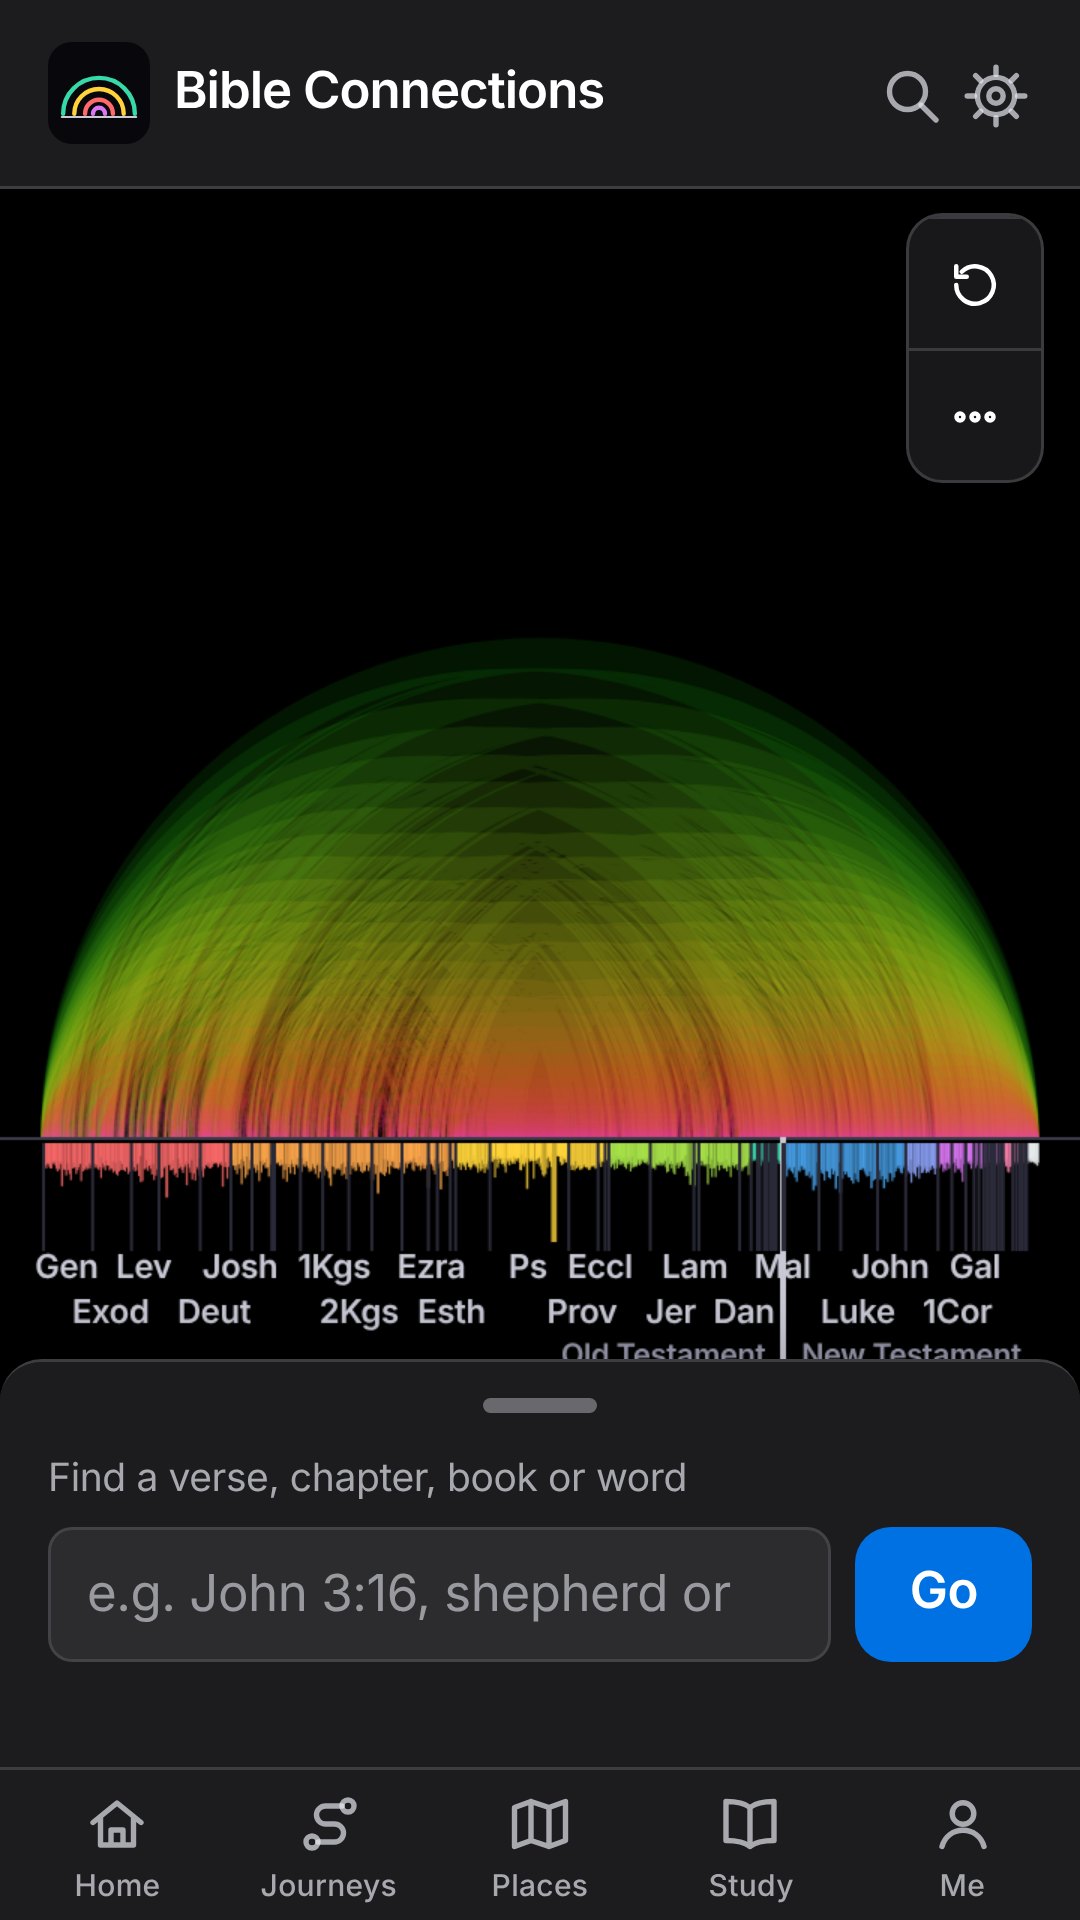 Bible Connections
Gen Lev Josh 1Kgs Ezra Ps Eccl Lam Mal John Gal
Exod Deut 2Kgs Esth Prov Jer Dan Luke 1Cor
Old Testament New Testament
Find a verse, chapter, book or word
e.g. John 3:16, shepherd or
Go
Home Journeys Places Study Me